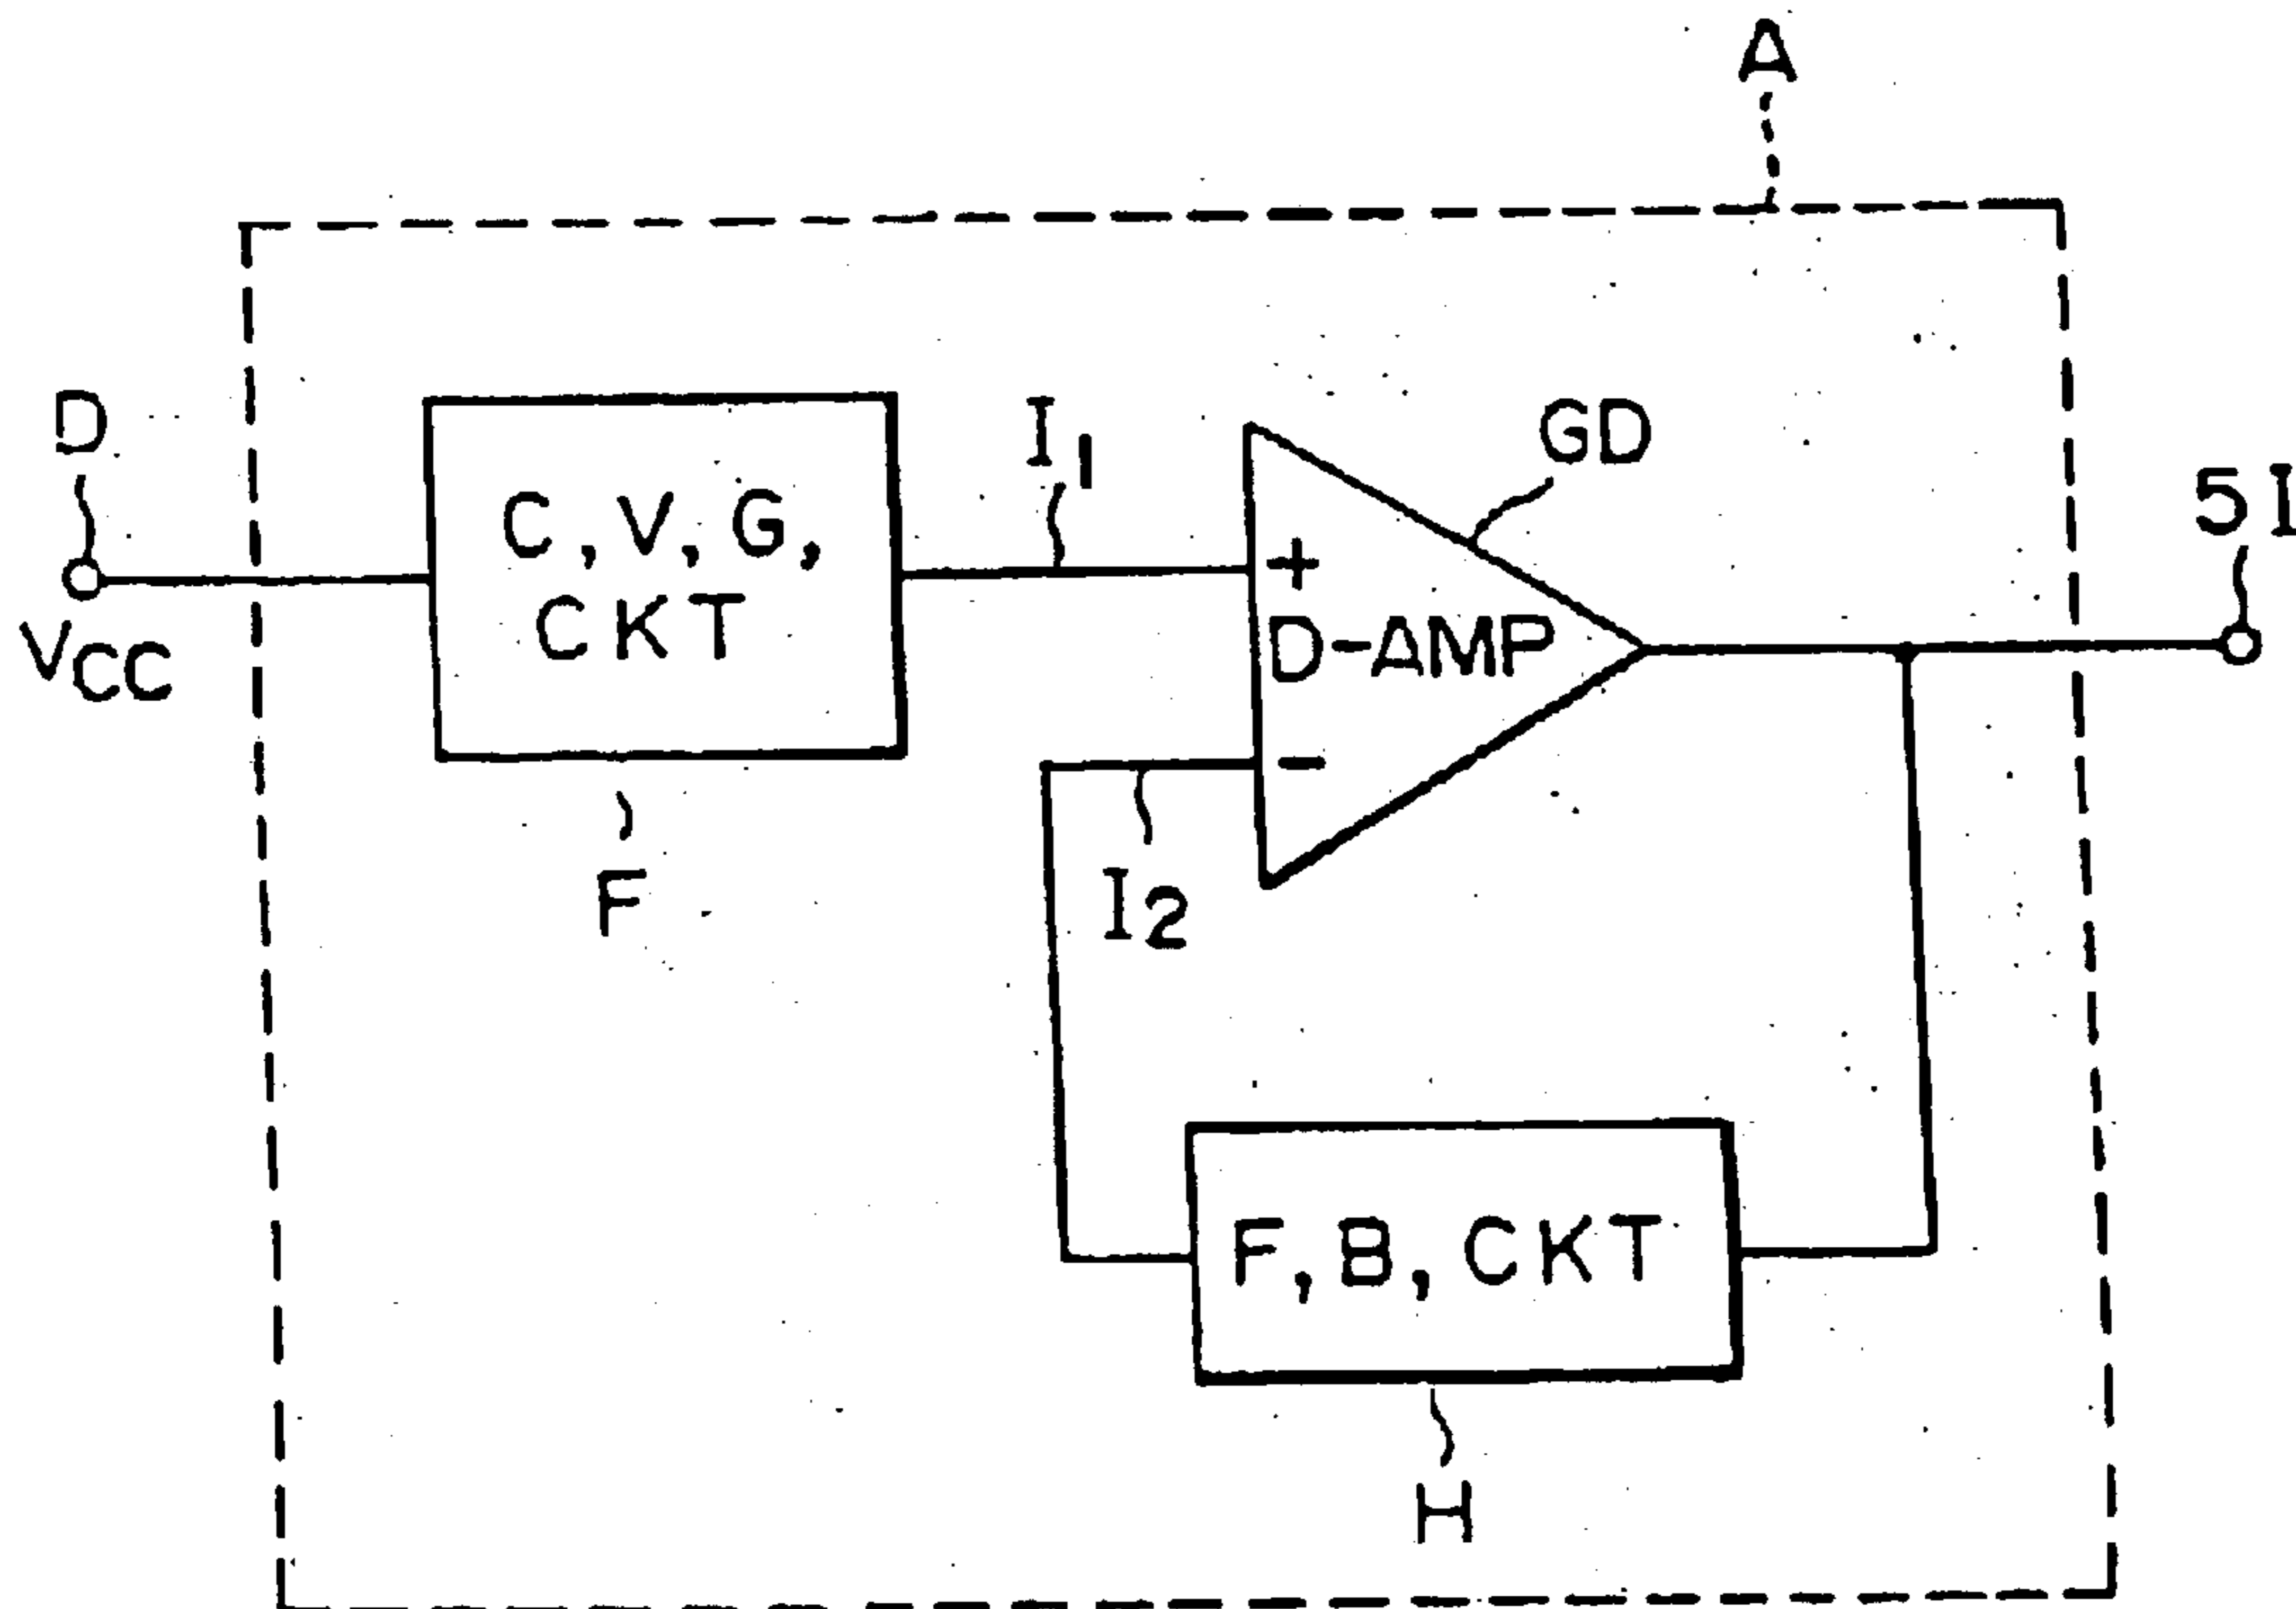 A
D
VCC
C,V,G,
CKT
F
I1
GD
+
D-AMP
-
I2
5I
F,B,CKT
H